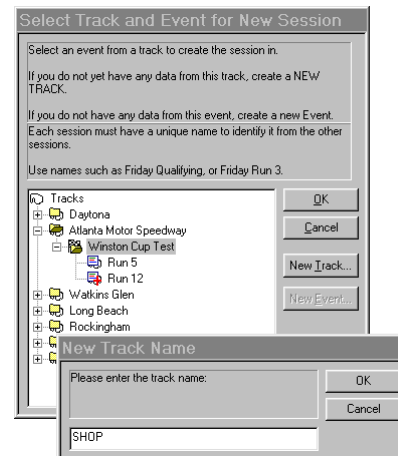 Select Track and Event for New Session
Select an event from a track to create the session in.
If you do not yet have any data from this track, create a NEW
TRACK.
If you do not have any data from this event, create a new Event.
Each session must have a unique name to identify it from the other
sessions.
Use names such as Friday Qualifying, or Friday Run 3.
Tracks
Daytona
Atlanta Motor Speedway
Winston Cup Test
Run 5
Run 12
Watkins Glen
Long Beach
Rockingham
OK
Cancel
New Track...
New Event...
New Track Name
Please enter the track name:
OK
Cancel
SHOP